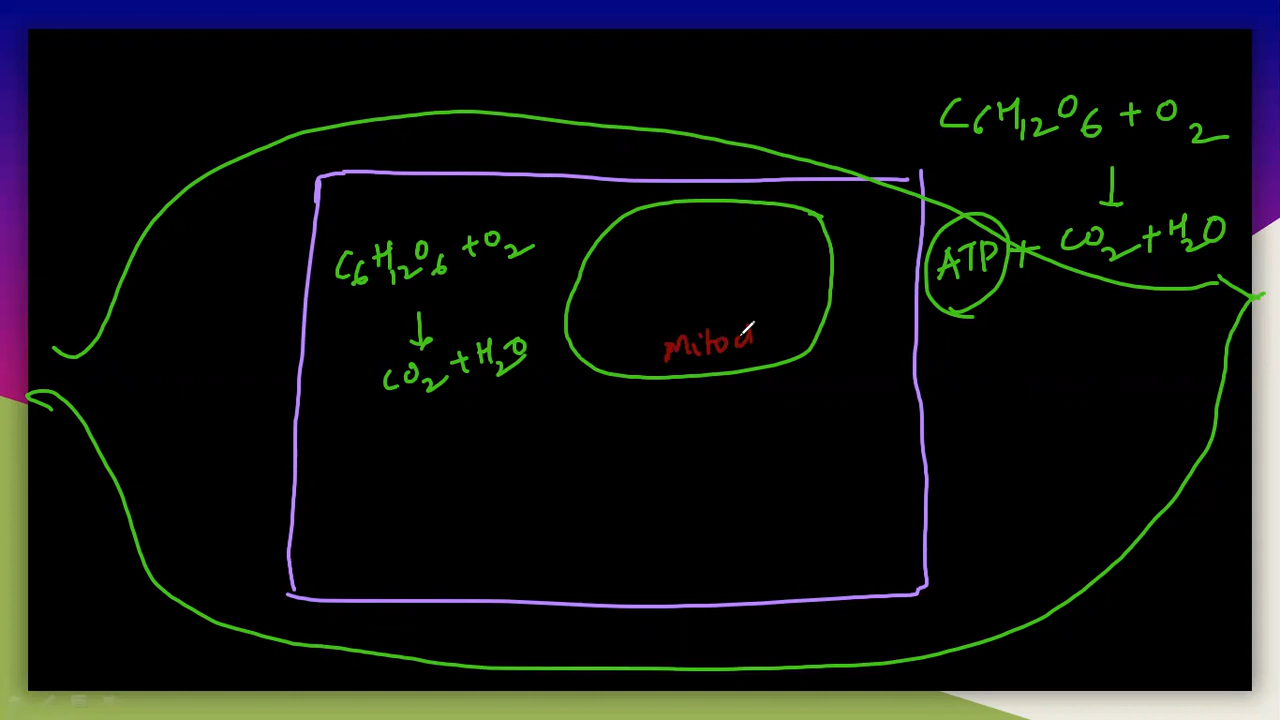 C6H12O6 + O2
↓
ATP + CO2 + H2O
C6H12O6 + O2
↓
CO2 + H2O
Mitoc